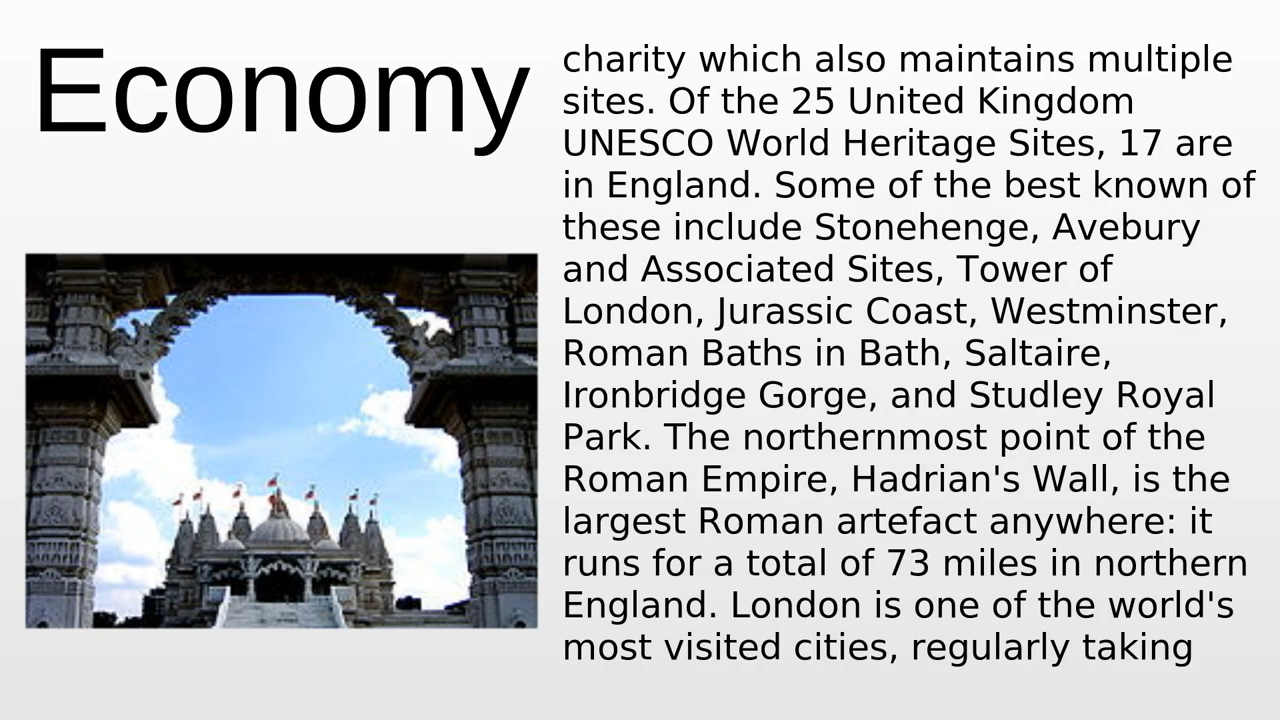 Economy
charity which also maintains multiple
sites. Of the 25 United Kingdom
UNESCO World Heritage Sites, 17 are
in England. Some of the best known of
these include Stonehenge, Avebury
and Associated Sites, Tower of
London, Jurassic Coast, Westminster,
Roman Baths in Bath, Saltaire,
Ironbridge Gorge, and Studley Royal
Park. The northernmost point of the
Roman Empire, Hadrian's Wall, is the
largest Roman artefact anywhere: it
runs for a total of 73 miles in northern
England. London is one of the world's
most visited cities, regularly taking